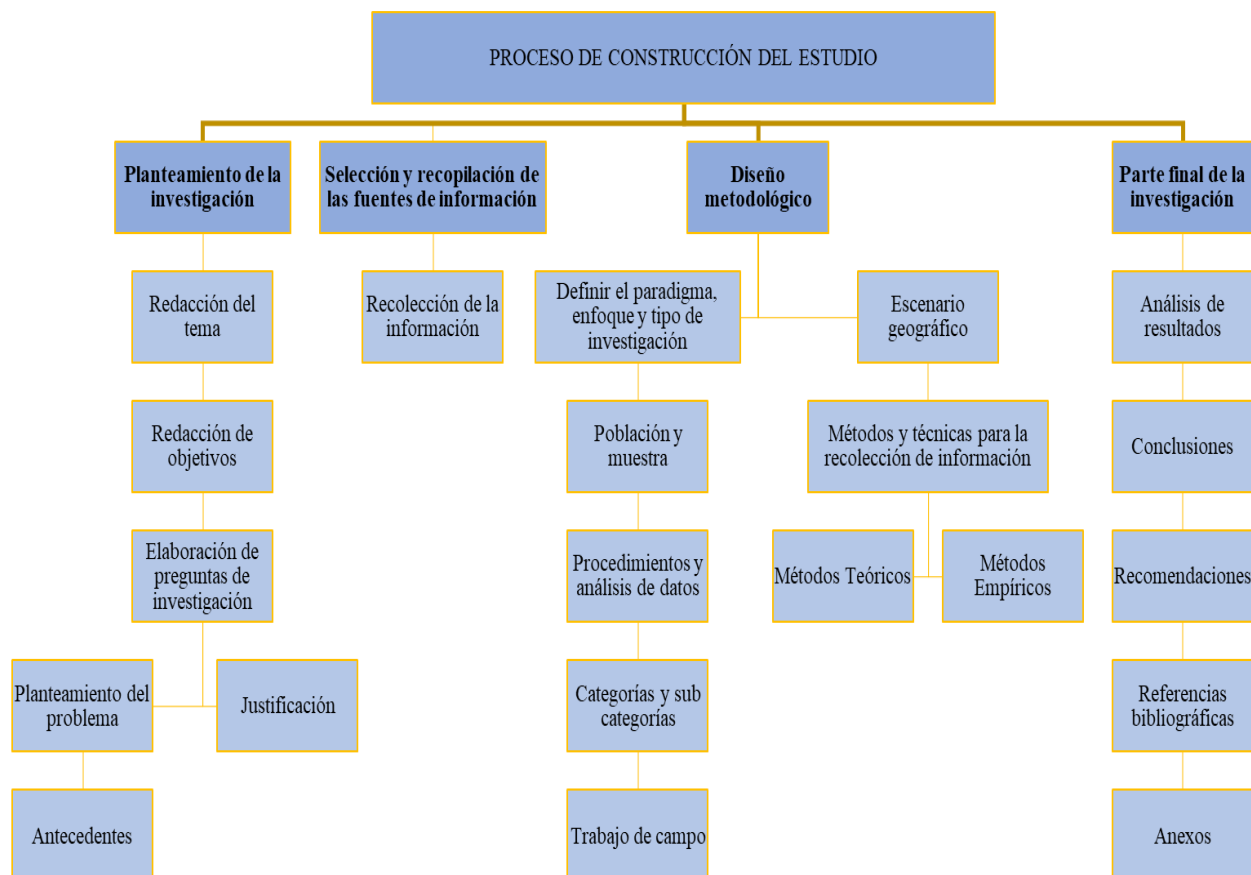 PROCESO DE CONSTRUCCIÓN DEL ESTUDIO
Planteamiento de la
investigación
Redacción del
tema
Redacción de
objetivos
Elaboración de
preguntas de
investigación
Planteamiento del
problema
Justificación
Antecedentes
Selección y recopilación de
las fuentes de información
Recolección de la
información
Diseño
metodológico
Definir el paradigma,
enfoque y tipo de
investigación
Población y
muestra
Procedimientos y
análisis de datos
Categorías y sub
categorías
Trabajo de campo
Escenario
geográfico
Métodos y técnicas para la
recolección de información
Métodos Teóricos
Métodos
Empíricos
Parte final de la
investigación
Análisis de
resultados
Conclusiones
Recomendaciones
Referencias
bibliográficas
Anexos